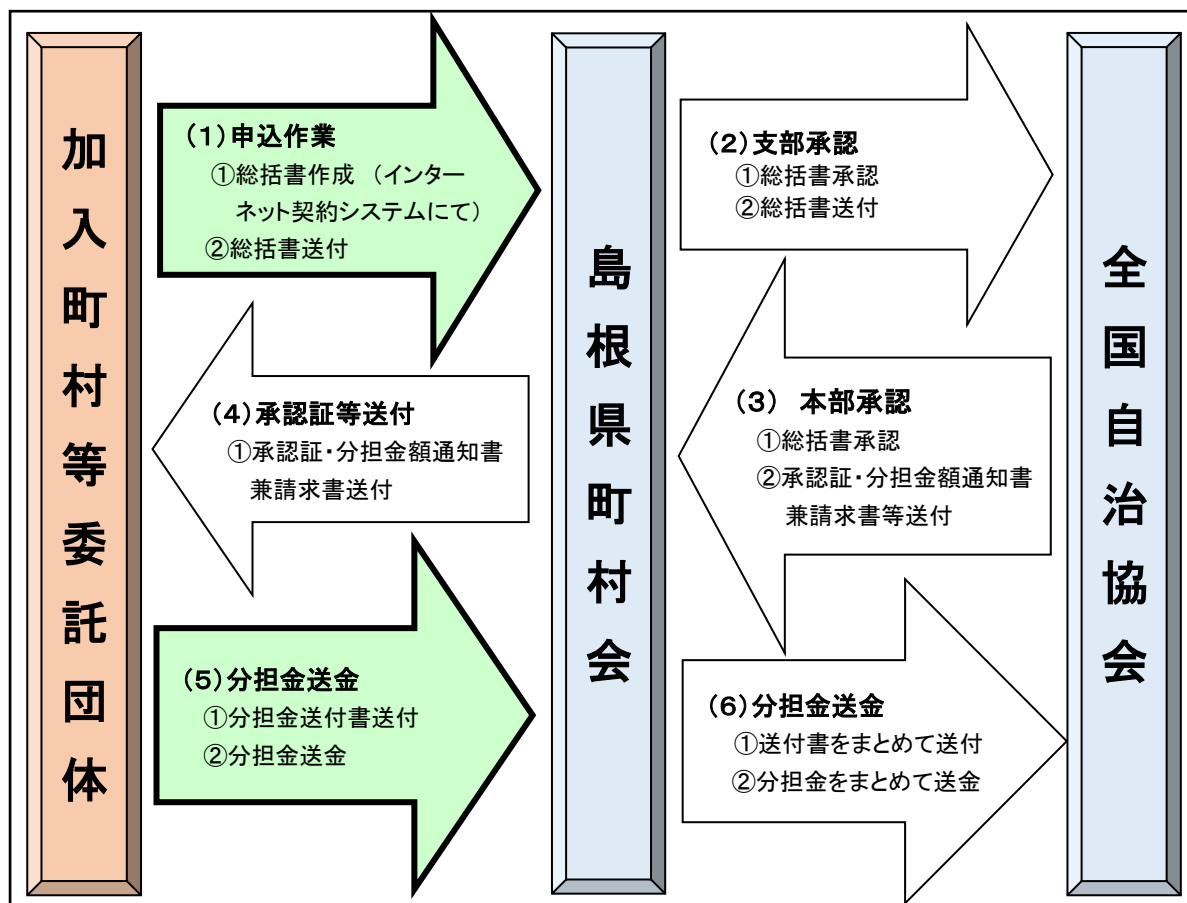 加入町村等委託団体
(1)申込作業
①総括書作成 (インター
ネット契約システムにて)
②総括書送付
島根県町村会
(2)支部承認
①総括書承認
②総括書送付
全国自治協会
(3) 本部承認
①総括書承認
②承認証・分担金額通知書
兼請求書等送付
(4)承認証等送付
①承認証・分担金額通知書
兼請求書送付
(5)分担金送金
①分担金送付書送付
②分担金送金
(6)分担金送金
①送付書をまとめて送付
②分担金をまとめて送金